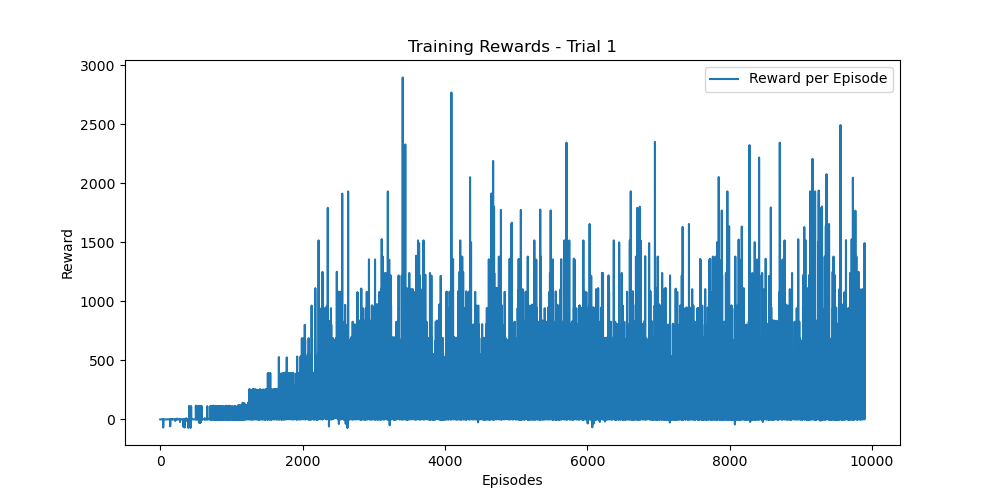 Training Rewards - Trial 1
Reward per Episode
Reward
3000
2500
2000
1500
1000
500
0
0 2000 4000 6000 8000 10000
Episodes